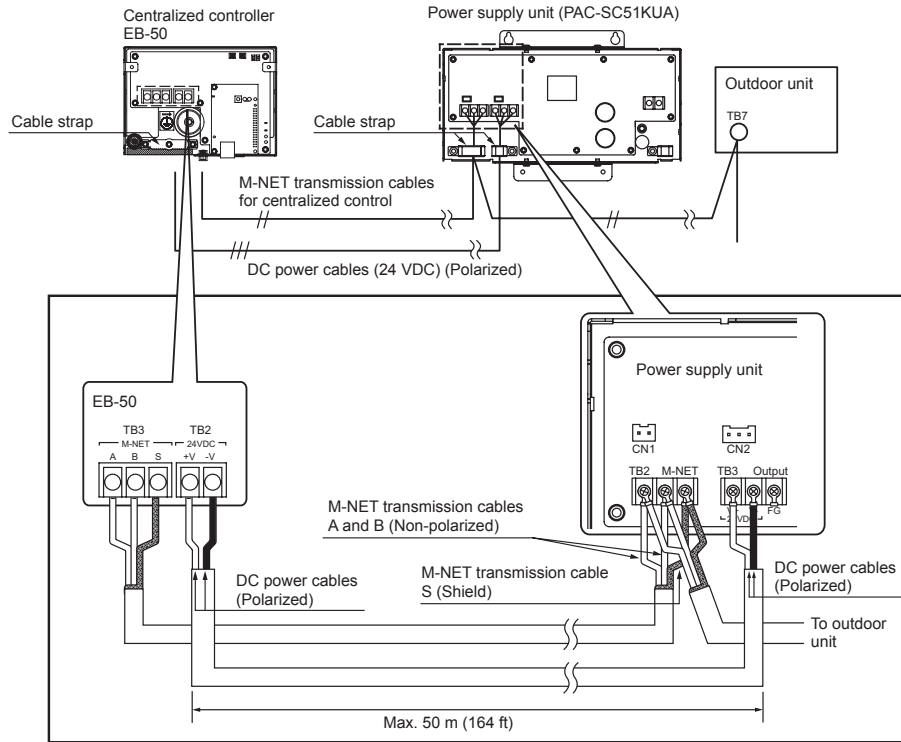 Centralized controller
EB-50
Power supply unit (PAC-SC51KUA)
Outdoor unit
TB7
Cable strap
Cable strap
M-NET transmission cables
for centralized control
DC power cables (24 VDC) (Polarized)
EB-50
TB3
TB2
M-NET
24VDC
A B S +V -V
Power supply unit
CN1
CN2
TB2 M-NET TB3 Output
FG
M-NET transmission cables
A and B (Non-polarized)
M-NET transmission cable
S (Shield)
DC power cables
(Polarized)
DC power cables
(Polarized)
To outdoor
unit
Max. 50 m (164 ft)